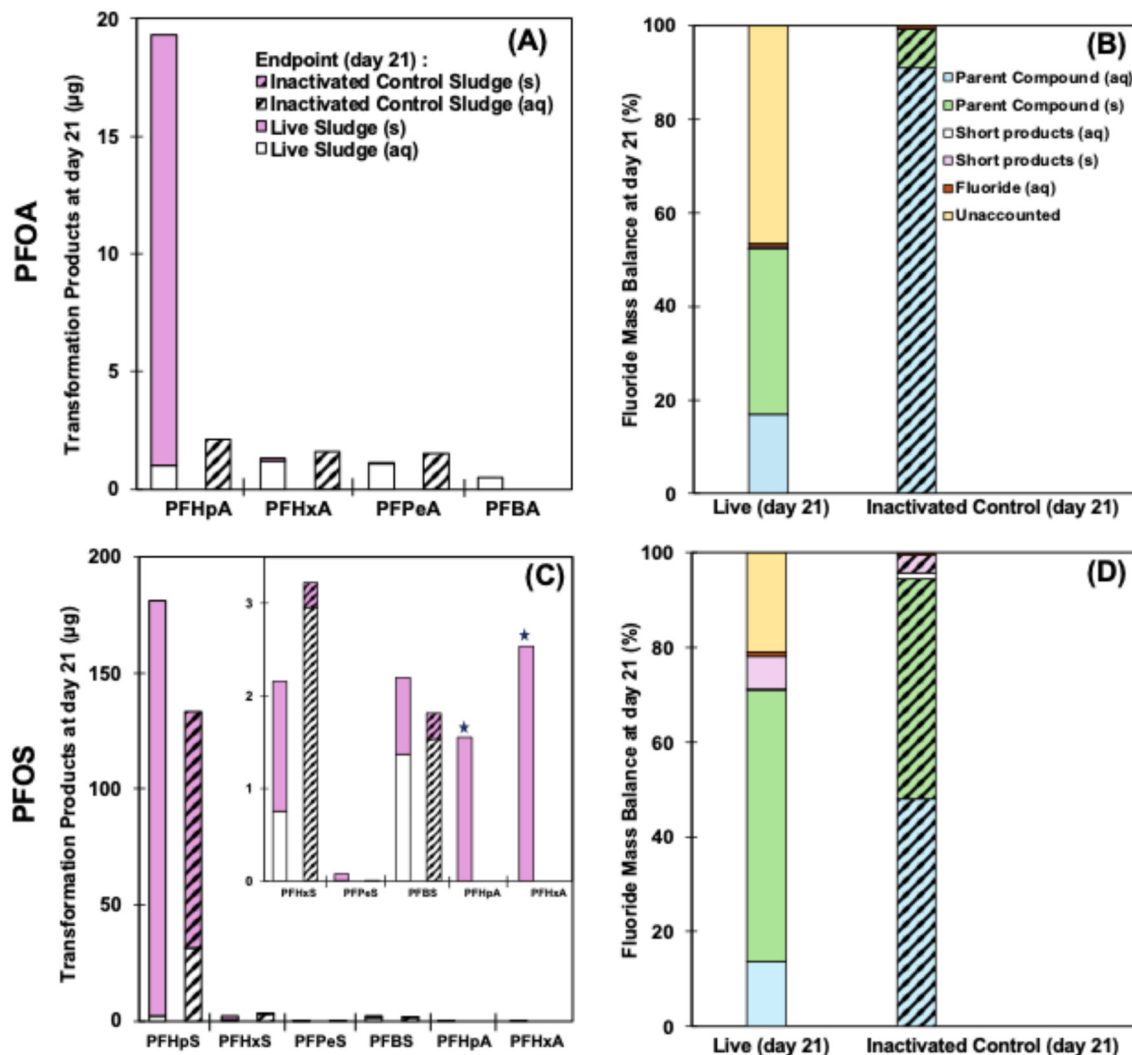 PFOA
Transformation Products at day 21 (µg)
20
15
10
5
0
(A)
Endpoint (day 21) :
Inactivated Control Sludge (s)
Inactivated Control Sludge (aq)
Live Sludge (s)
Live Sludge (aq)
PFHpA PFHxA PFPeA PFBA
Fluoride Mass Balance at day 21 (%)
100
80
60
40
20
0
(B)
Parent Compound (aq)
Parent Compound (s)
Short products (aq)
Short products (s)
Fluoride (aq)
Unaccounted
Live (day 21) Inactivated Control (day 21)
PFOS
Transformation Products at day 21 (µg)
200
150
100
50
0
(C)
3
2
1
0
PFHxS PFPeS PFBS PFHpA PFHxA
PFHpS PFHxS PFPeS PFBS PFHpA PFHxA
Fluoride Mass Balance at day 21 (%)
100
80
60
40
20
0
(D)
Live (day 21) Inactivated Control (day 21)